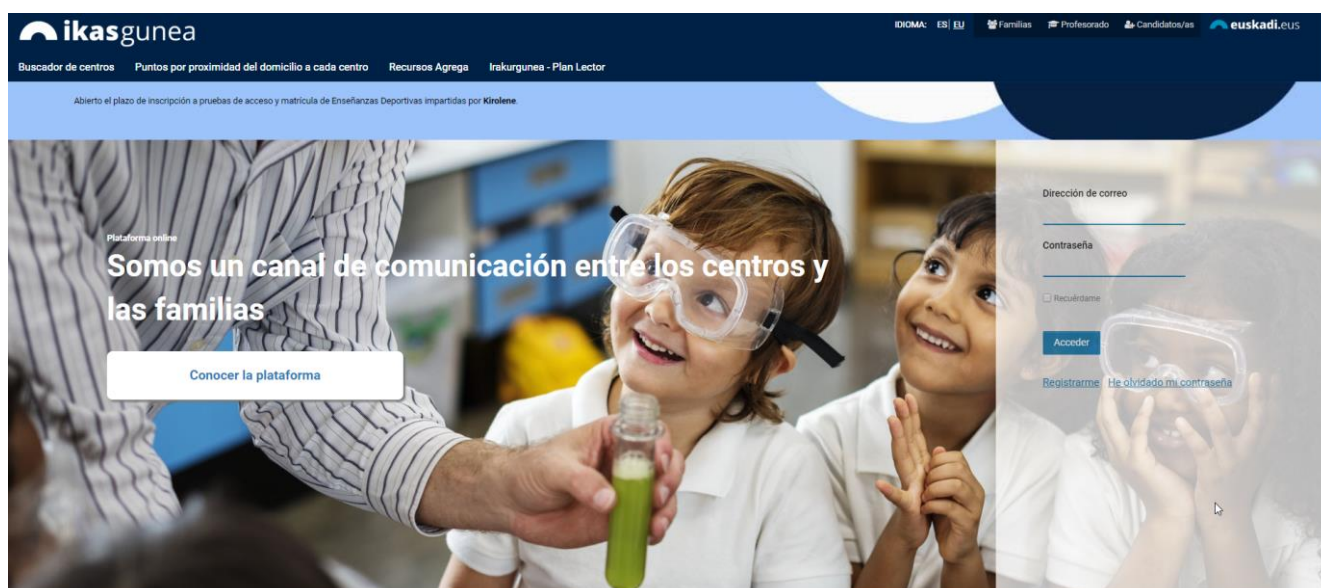 ikasgunea
IDIOMA: ES| EU Familias Profesorado Candidatos/as euskadi.eus
Buscador de centros Puntos por proximidad del domicilio a cada centro Recursos Agrega Irakurgunea - Plan Lector
Abierto el plazo de inscripción a pruebas de acceso y matrícula de Enseñanzas Deportivas impartidas por Kirolene.
Plataforma online
Somos un canal de comunicación entre los centros y
las familias
Conocer la plataforma
Dirección de correo
Contraseña
Recuérdame
Acceder
Registrarme He olvidado mi contraseña